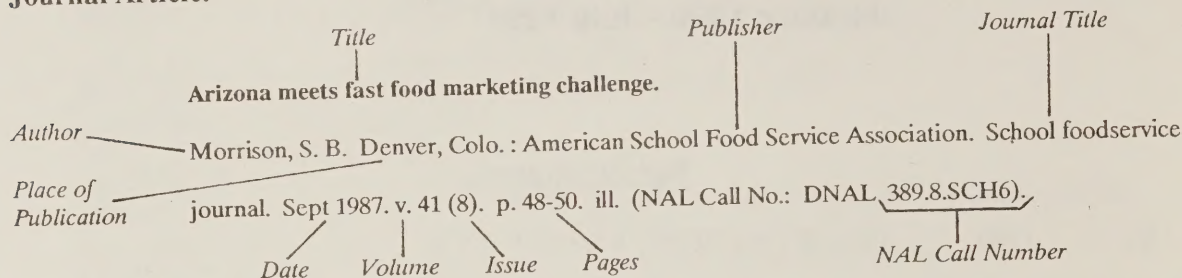 Journal Article:
Title Publisher Journal Title
Arizona meets fast food marketing challenge.
Author
Morrison, S. B. Denver, Colo. : American School Food Service Association. School foodservice
Place of
Publication
journal. Sept 1987. v. 41 (8). p. 48-50. ill. (NAL Call No.: DNAL 389.8.SCH6).
Date Volume Issue Pages NAL Call Number